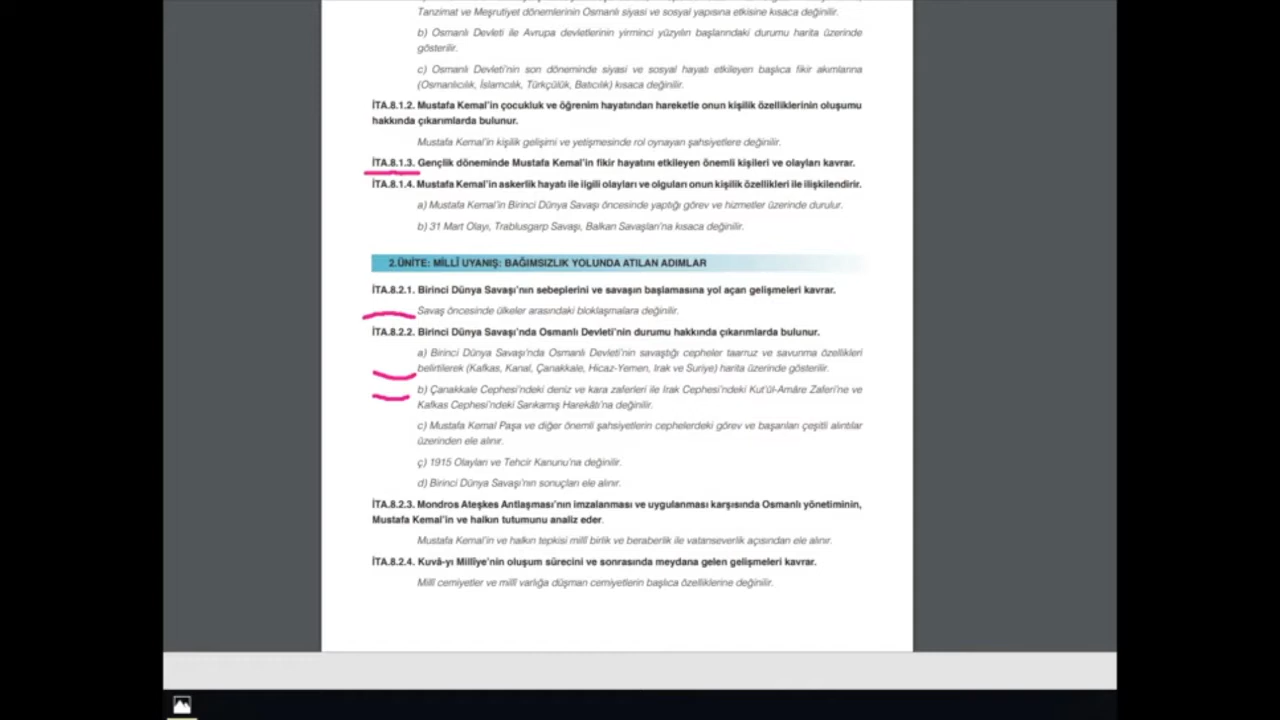 Tanzimat ve Meşrutiyet dönemlerinin Osmanlı siyasi ve sosyal yapısına etkisine kısaca değinilir.
b) Osmanlı Devleti ile Avrupa devletlerinin yirminci yüzyılın başlarındaki durumu harita üzerinde
gösterilir.
c) Osmanlı Devleti'nin son döneminde siyasi ve sosyal hayatı etkileyen başlıca fikir akımlarına
(Osmanlıcılık, İslamcılık, Türkçülük, Batıcılık) kısaca değinilir.
İTA.8.1.2. Mustafa Kemal'in çocukluk ve öğrenim hayatından hareketle onun kişilik özelliklerinin oluşumu
hakkında çıkarımlarda bulunur.
Mustafa Kemal'in kişilik gelişimi ve yetişmesinde rol oynayan şahsiyetlere değinilir.
İTA.8.1.3. Gençlik döneminde Mustafa Kemal'in fikir hayatını etkileyen önemli kişileri ve olayları kavrar.
İTA.8.1.4. Mustafa Kemal'in askerlik hayatı ile ilgili olayları ve olguları onun kişilik özellikleri ile ilişkilendirir.
a) Mustafa Kemal'in Birinci Dünya Savaşı öncesinde yaptığı görev ve hizmetler üzerinde durulur.
b) 31 Mart Olayı, Trablusgarp Savaşı, Balkan Savaşları'na kısaca değinilir.
2.ÜNİTE: MİLLÎ UYANIŞ: BAĞIMSIZLIK YOLUNDA ATILAN ADIMLAR
İTA.8.2.1. Birinci Dünya Savaşı'nın sebeplerini ve savaşın başlamasına yol açan gelişmeleri kavrar.
Savaş öncesinde ülkeler arasındaki bloklaşmalara değinilir.
İTA.8.2.2. Birinci Dünya Savaşı'nda Osmanlı Devleti'nin durumu hakkında çıkarımlarda bulunur.
a) Birinci Dünya Savaşı'nda Osmanlı Devleti'nin savaştığı cepheler taarruz ve savunma özellikleri
belirtilerek (Kafkas, Kanal, Çanakkale, Hicaz-Yemen, Irak ve Suriye) harita üzerinde gösterilir.
b) Çanakkale Cephesi'ndeki deniz ve kara zaferleri ile Irak Cephesi'ndeki Kut'ül-Amâre Zaferi'ne ve
Kafkas Cephesi'ndeki Sarıkamış Harekâtı'na değinilir.
c) Mustafa Kemal Paşa ve diğer önemli şahsiyetlerin cephelerdeki görev ve başarıları çeşitli alıntılar
üzerinden ele alınır.
ç) 1915 Olayları ve Tehcir Kanunu'na değinilir.
d) Birinci Dünya Savaşı'nın sonuçları ele alınır.
İTA.8.2.3. Mondros Ateşkes Antlaşması'nın imzalanması ve uygulanması karşısında Osmanlı yönetiminin,
Mustafa Kemal'in ve halkın tutumunu analiz eder.
Mustafa Kemal'in ve halkın tepkisi millî birlik ve beraberlik ile vatanseverlik açısından ele alınır.
İTA.8.2.4. Kuvâ-yı Millîye'nin oluşum sürecini ve sonrasında meydana gelen gelişmeleri kavrar.
Millî cemiyetler ve millî varlığa düşman cemiyetlerin başlıca özelliklerine değinilir.